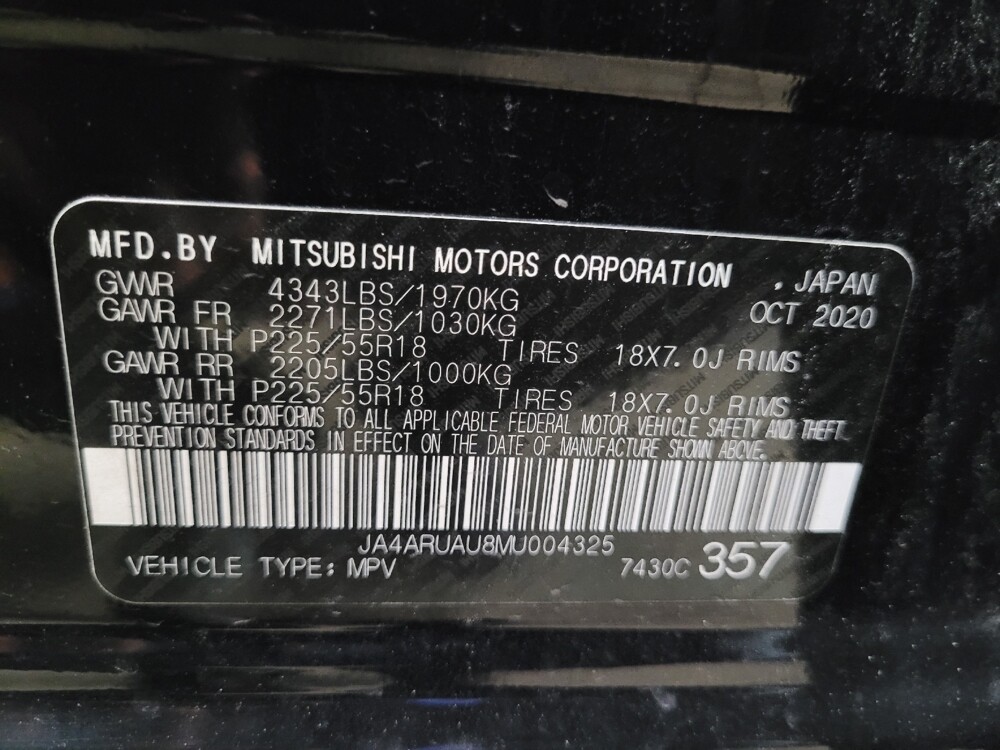 MFD.BY MITSUBISHI MOTORS CORPORATION , JAPAN
GWR 4343LBS/1970KG OCT 2020
GAWR FR 2271LBS/1030KG
WITH P225/55R18 TIRES 18X7.0J RIMS
GAWR RR 2205LBS/1000KG
WITH P225/55R18 TIRES 18X7.0J RIMS
THIS VEHICLE CONFORMS TO ALL APPLICABLE FEDERAL MOTOR VEHICLE SAFETY AND THEFT
PREVENTION STANDARDS IN EFFECT ON THE DATE OF MANUFACTURE SHOWN ABOVE.
JA4ARUAU8MU004325
VEHICLE TYPE: MPV 7430C 357